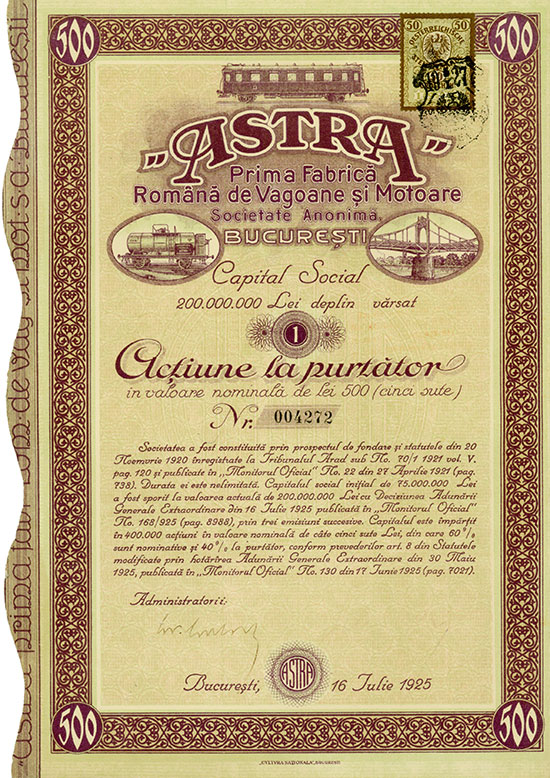 500
500
50 50
ÖSTERREICHISCHE
"ASTRA"
Prima Fabrică
Română de Vagoane și Motoare
Societate Anonimă,
BUCUREȘTI
Capital Social
200.000.000 Lei deplin vărsat
1
Acțiune la purtător
în valoare nominală de lei 500 (cinci sute)
Nr. 004272
Societatea a fost constituită prin prospectul de fondare și statutele din 20
Noemvrie 1920 înregistrate la Tribunalul Arad sub No. 70/1 1921 vol. V.
pag. 120 și publicate în „Monitorul Oficial" No. 22 din 27 Aprilie 1921 (pag.
738). Durata ei este nelimitată. Capitalul social inițial de 75.000.000 Lei
a fost sporit la valoarea actuală de 200.000.000 Lei cu Deciziunea Adunării
Generale Extraordinare din 16 Iulie 1925 publicată în „Monitorul Oficial"
No. 168/925 (pag. 8988), prin trei emisiuni succesive. Capitalul este împărțit
în 400.000 acțiuni în valoare nominală de câte cinci sute Lei, din care 60%
sunt nominative și 40% la purtător, conform prevederilor art. 8 din Statutele
modificate prin hotărîrea Adunării Generale Extraordinare din 30 Maiu
1925, publicată în „Monitorul Oficial" No. 130 din 17 Iunie 1925 (pag. 7021).
Administratorii:
ASTRA
București, 16 Iulie 1925
500
500
„CULTURA NAȚIONALĂ", BUCUREȘTI